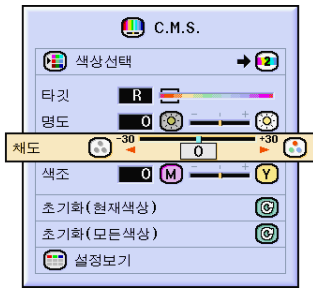 C.M.S.
색상선택 2
타깃 R
명도 0 - +
채도 -30 0 +30
색조 0 M - + Y
초기화(현재색상)
초기화(모든색상)
설정보기